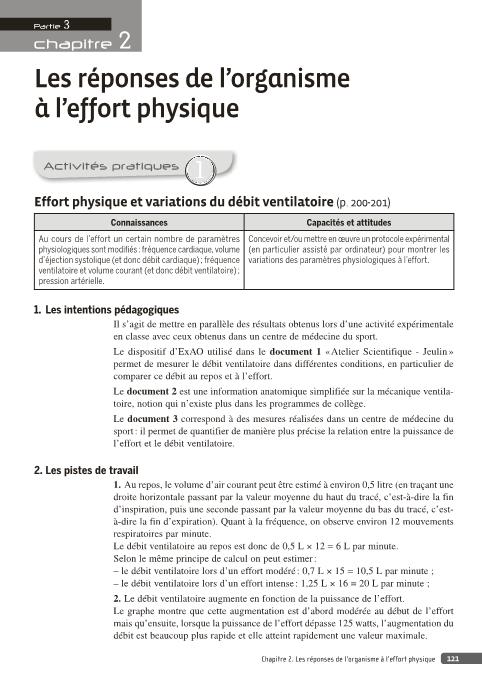 Partie 3
chapitre 2
Les réponses de l'organisme
à l'effort physique
Activités pratiques 1
Effort physique et variations du débit ventilatoire (p. 200-201)
Connaissances
Capacités et attitudes
Au cours de l'effort un certain nombre de paramètres
physiologiques sont modifiés : fréquence cardiaque, volume
d'éjection systolique (et donc débit cardiaque) ; fréquence
ventilatoire et volume courant (et donc débit ventilatoire) ;
pression artérielle.
Concevoir et/ou mettre en œuvre un protocole expérimental
(en particulier assisté par ordinateur) pour montrer les
variations des paramètres physiologiques à l'effort.
1. Les intentions pédagogiques
Il s'agit de mettre en parallèle des résultats obtenus lors d'une activité expérimentale
en classe avec ceux obtenus dans un centre de médecine du sport.
Le dispositif d'ExAO utilisé dans le document 1 «Atelier Scientifique - Jeulin»
permet de mesurer le débit ventilatoire dans différentes conditions, en particulier de
comparer ce débit au repos et à l'effort.
Le document 2 est une information anatomique simplifiée sur la mécanique ventila-
toire, notion qui n'existe plus dans les programmes de collège.
Le document 3 correspond à des mesures réalisées dans un centre de médecine du
sport : il permet de quantifier de manière plus précise la relation entre la puissance de
l'effort et le débit ventilatoire.
2. Les pistes de travail
1. Au repos, le volume d'air courant peut être estimé à environ 0,5 litre (en traçant une
droite horizontale passant par la valeur moyenne du haut du tracé, c'est-à-dire la fin
d'inspiration, puis une seconde passant par la valeur moyenne du bas du tracé, c'est-
à-dire la fin d'expiration). Quant à la fréquence, on observe environ 12 mouvements
respiratoires par minute.
Le débit ventilatoire au repos est donc de 0,5 L × 12 = 6 L par minute.
Selon le même principe de calcul on peut estimer :
– le débit ventilatoire lors d'un effort modéré : 0,7 L × 15 = 10,5 L par minute ;
– le débit ventilatoire lors d'un effort intense : 1,25 L × 16 = 20 L par minute ;
2. Le débit ventilatoire augmente en fonction de la puissance de l'effort.
Le graphe montre que cette augmentation est d'abord modérée au début de l'effort
mais qu'ensuite, lorsque la puissance de l'effort dépasse 125 watts, l'augmentation du
débit est beaucoup plus rapide et elle atteint rapidement une valeur maximale.
Chapitre 2. Les réponses de l'organisme à l'effort physique 121